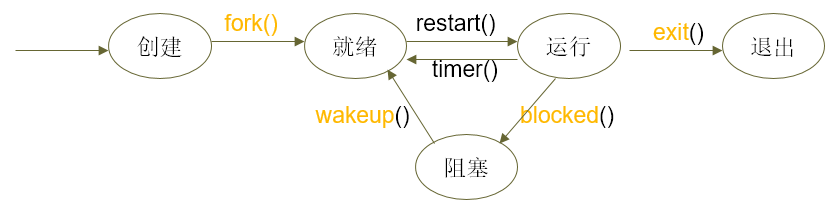 创建
fork()
就绪
restart()
timer()
运行
exit()
退出
wakeup()
blocked()
阻塞